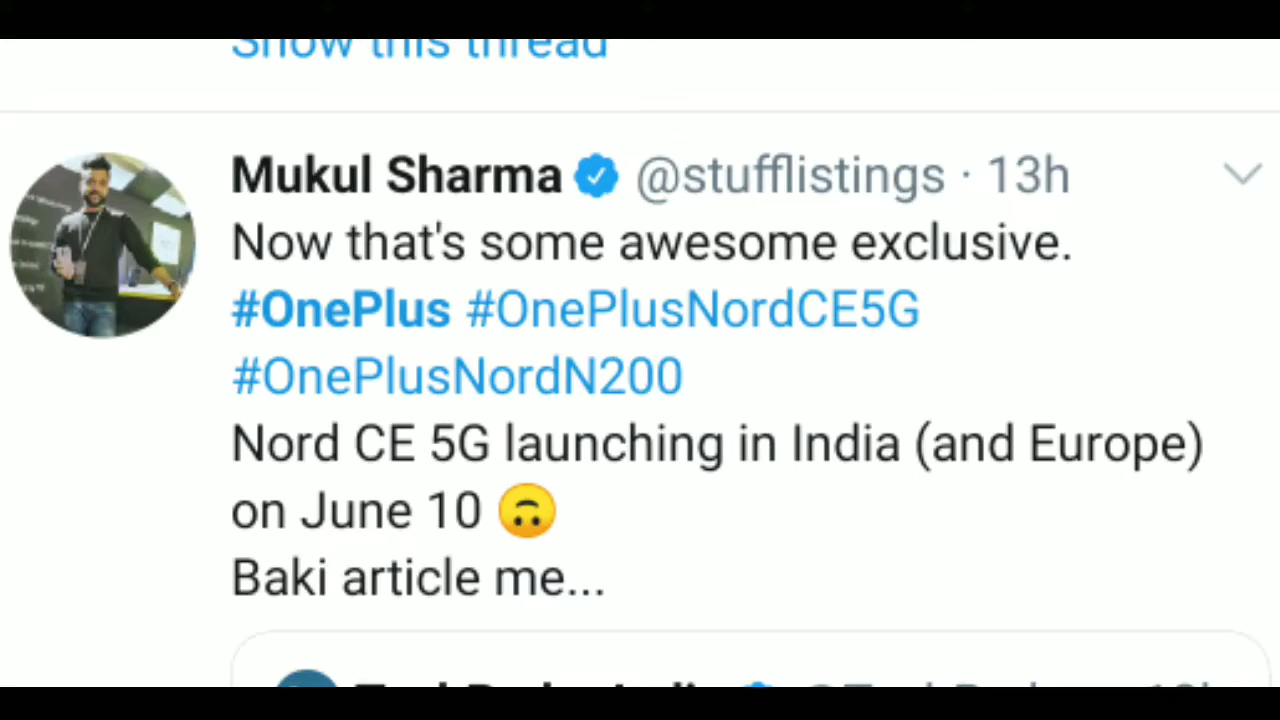 Show this thread
Mukul Sharma @stufflistings · 13h
Now that's some awesome exclusive.
#OnePlus #OnePlusNordCE5G
#OnePlusNordN200
Nord CE 5G launching in India (and Europe)
on June 10 🙃
Baki article me...